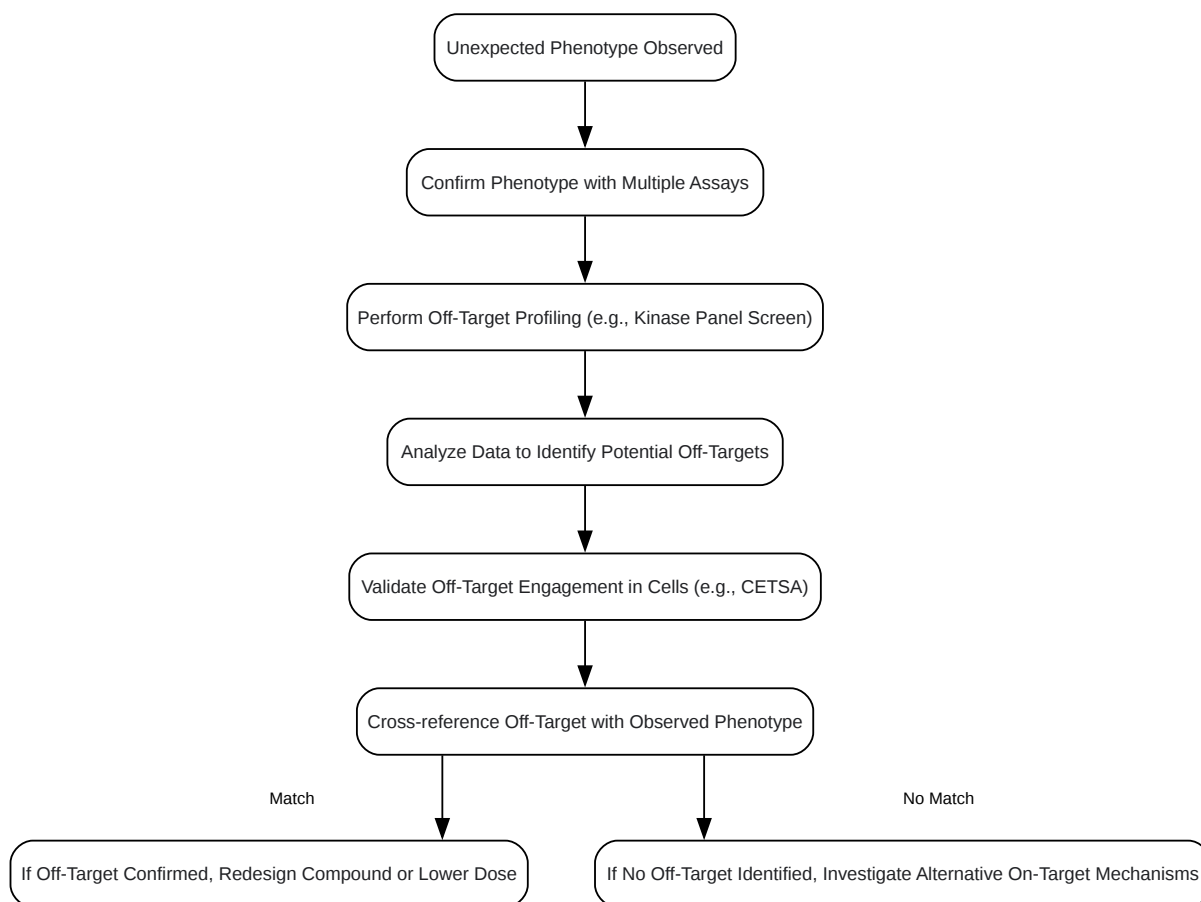 Unexpected Phenotype Observed
Confirm Phenotype with Multiple Assays
Perform Off-Target Profiling (e.g., Kinase Panel Screen)
Analyze Data to Identify Potential Off-Targets
Validate Off-Target Engagement in Cells (e.g., CETSA)
Cross-reference Off-Target with Observed Phenotype
Match
No Match
If Off-Target Confirmed, Redesign Compound or Lower Dose
If No Off-Target Identified, Investigate Alternative On-Target Mechanisms